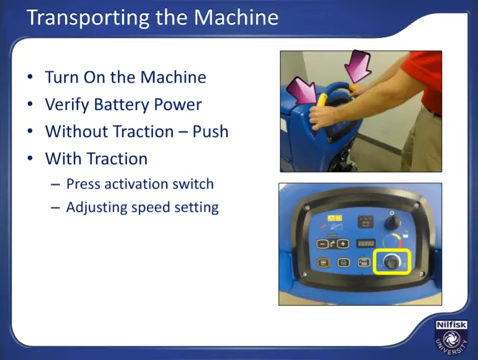 Transporting the Machine
• Turn On the Machine
• Verify Battery Power
• Without Traction – Push
• With Traction
– Press activation switch
– Adjusting speed setting
Nilfisk
UNIVERSITY